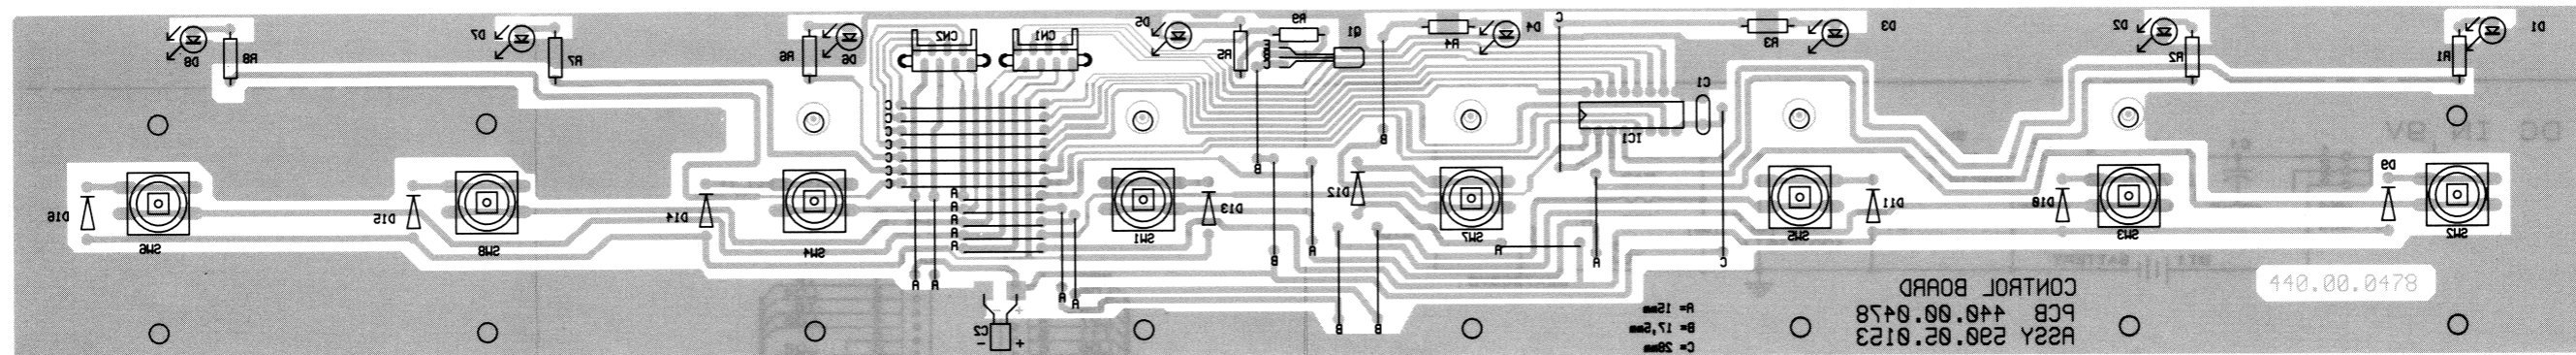 D8
R8
D7
R7
R6
D6
CN2
CN1
D5
R5
R9
E
B
C
Q1
R4
D4
C
R3
D3
D2
R2
R1
D1
C
C
C
C
C
C
C
A
A
A
A
A
B
B
D12
IC1
C1
DC IN 9V
D9
D16
SW6
D15
SW8
D14
SW4
SW1
D13
SW7
SW5
D11
D10
SW3
SW2
A
A
A
A
B
A
B
B
A
A
C
BATTERY
C2
-
+
A= 15mm
B= 17,5mm
C= 28mm
CONTROL BOARD
PCB 440.00.0478
ASSY 590.05.0153
440.00.0478